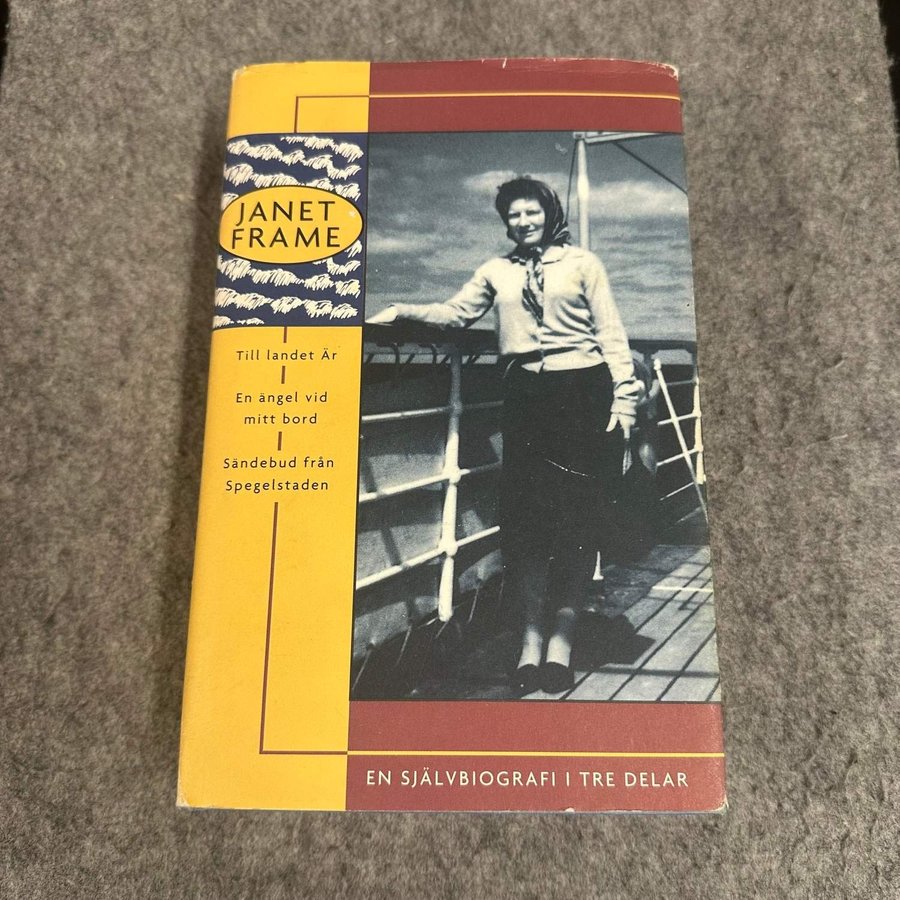 JANET
FRAME
Till landet Är
En ängel vid
mitt bord
Sändebud från
Spegelstaden
EN SJÄLVBIOGRAFI I TRE DELAR